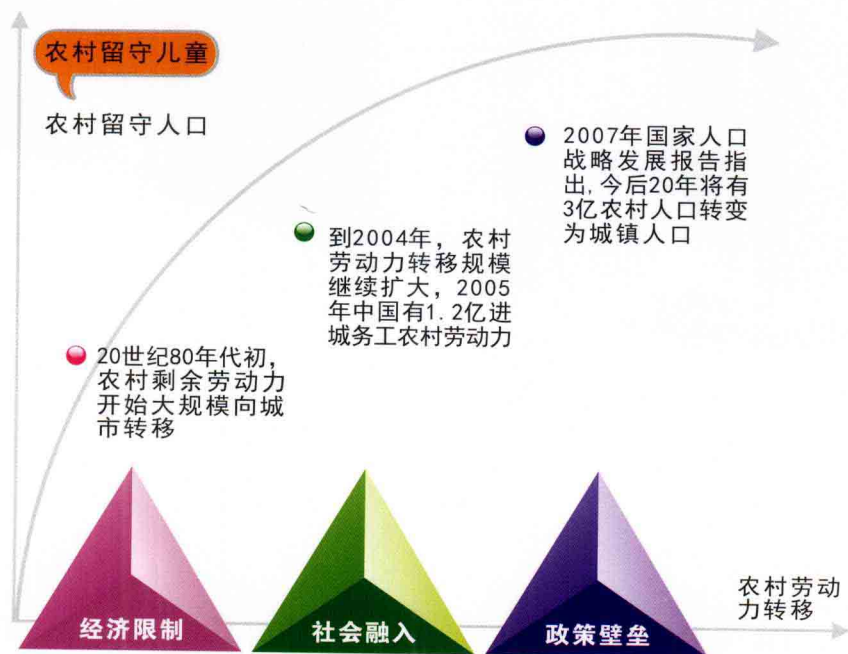 农村留守儿童
农村留守人口
2007年国家人口
战略发展报告指
出,今后20年将有
3亿农村人口转变
为城镇人口
到2004年，农村
劳动力转移规模
继续扩大，2005
年中国有1.2亿进
城务工农村劳动力
20世纪80年代初，
农村剩余劳动力
开始大规模向城
市转移
农村劳动
力转移
经济限制
社会融入
政策壁垒